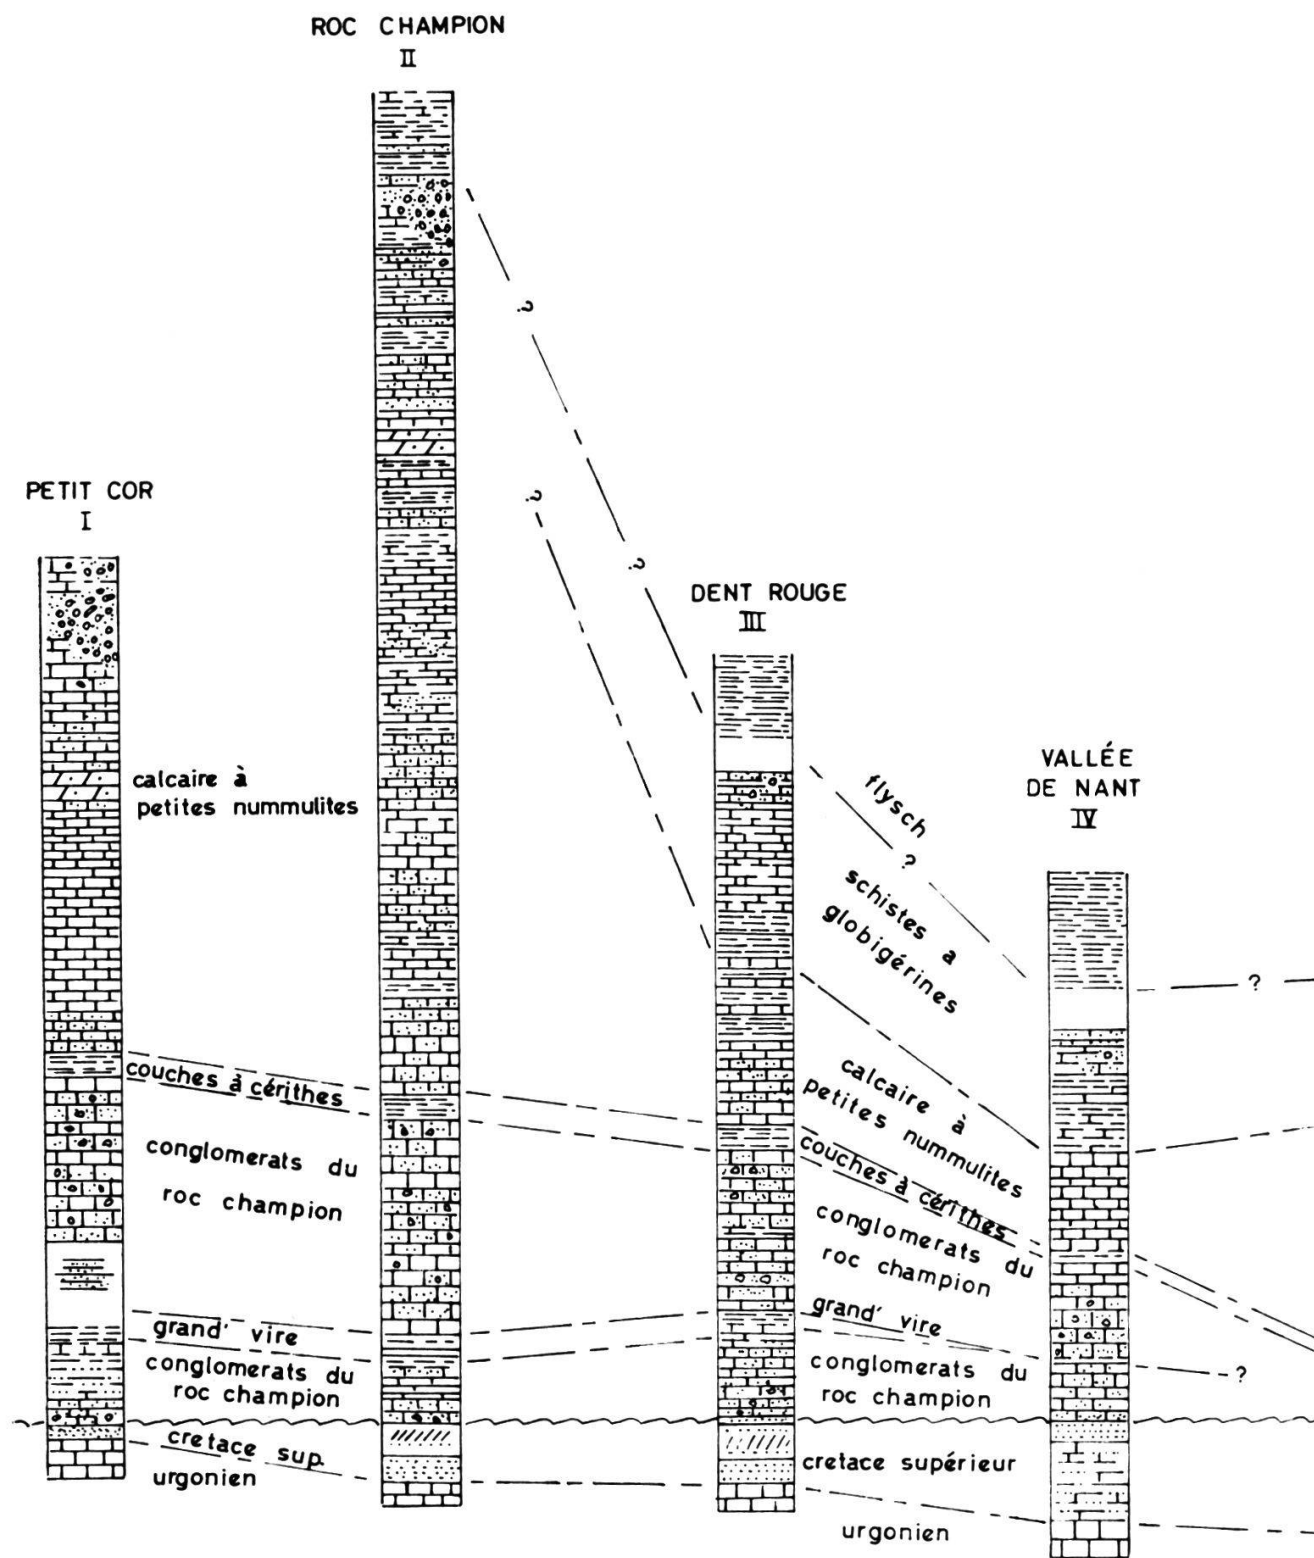 ROC CHAMPION
II
PETIT COR
I
DENT ROUGE
III
VALLÉE
DE NANT
IV
?
?
?
calcaire à
petites nummulites
flysch
?
schistes a
globigérines
?
couches à cérithes
calcaire à
petites nummulites
couches à cérithes
conglomerats du
roc champion
conglomerats du
roc champion
grand' vire
grand' vire
conglomerats du
roc champion
conglomerats du
roc champion
?
cretace sup.
urgonien
cretace supérieur
urgonien